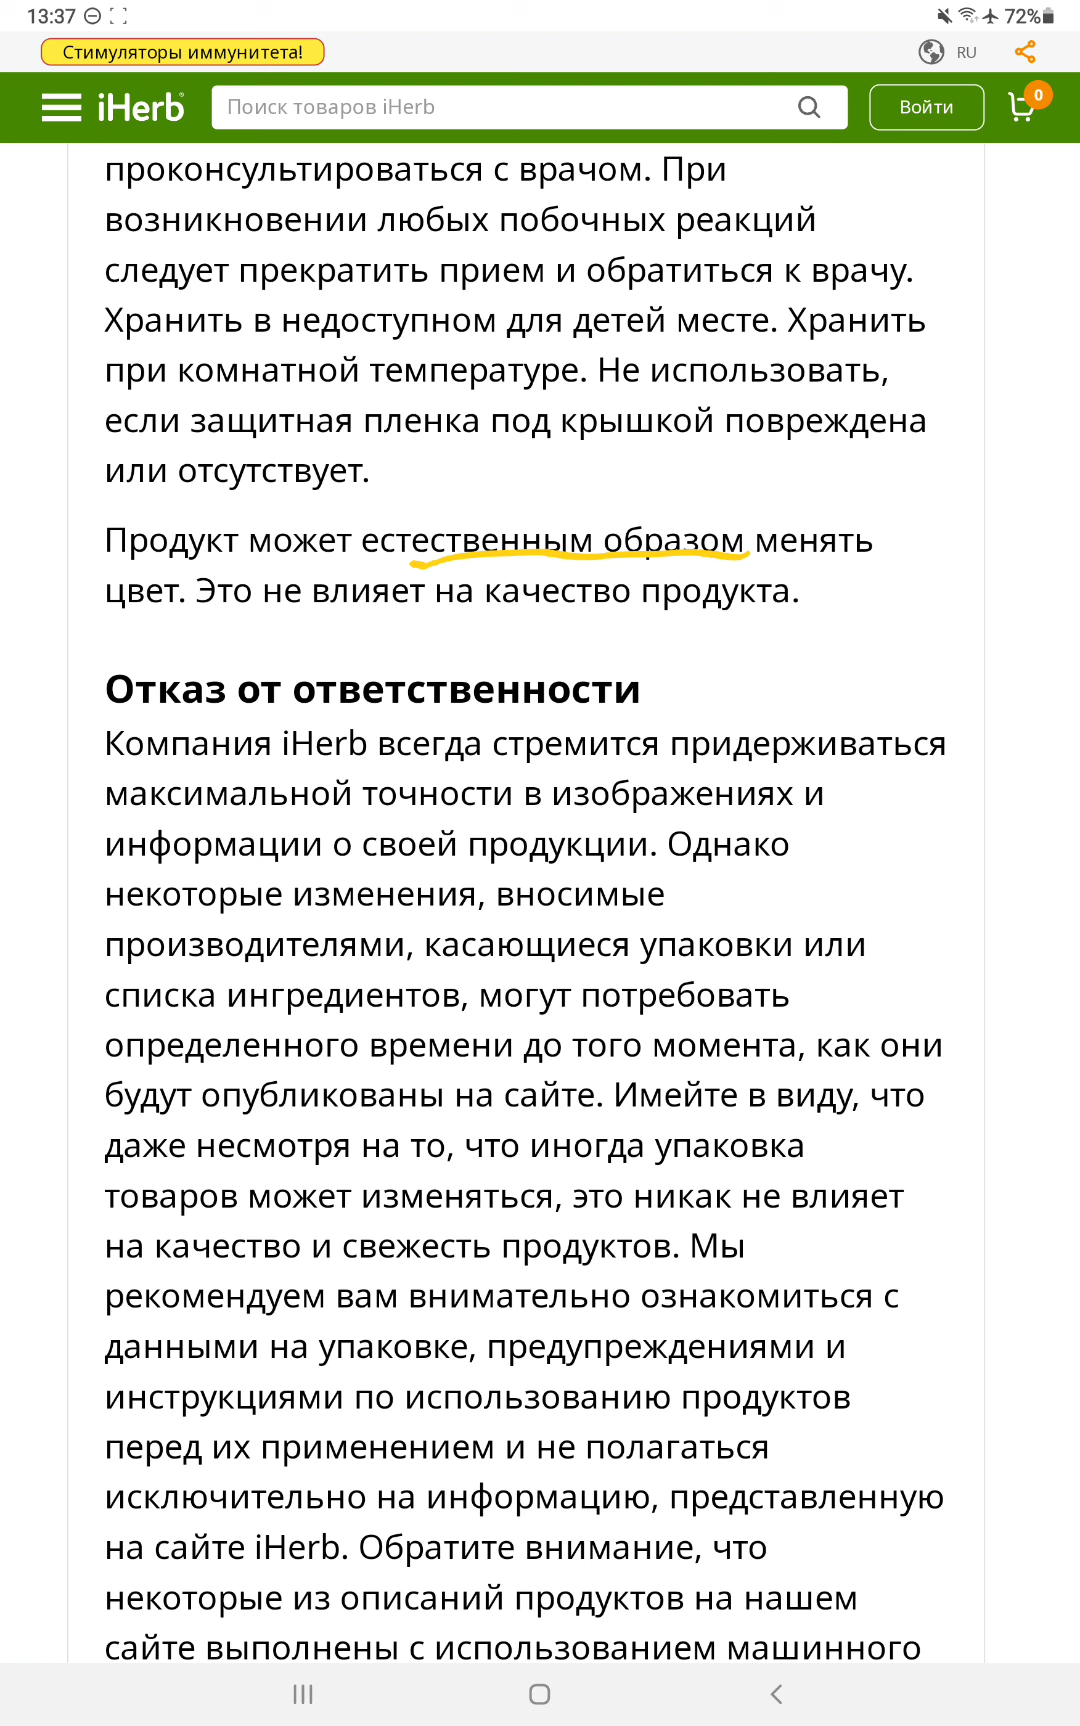 13:37
72%
Стимуляторы иммунитета!
RU
iHerb
Поиск товаров iHerb
Войти
0
проконсультироваться с врачом. При
возникновении любых побочных реакций
следует прекратить прием и обратиться к врачу.
Хранить в недоступном для детей месте. Хранить
при комнатной температуре. Не использовать,
если защитная пленка под крышкой повреждена
или отсутствует.
Продукт может естественным образом менять
цвет. Это не влияет на качество продукта.
Отказ от ответственности
Компания iHerb всегда стремится придерживаться
максимальной точности в изображениях и
информации о своей продукции. Однако
некоторые изменения, вносимые
производителями, касающиеся упаковки или
списка ингредиентов, могут потребовать
определенного времени до того момента, как они
будут опубликованы на сайте. Имейте в виду, что
даже несмотря на то, что иногда упаковка
товаров может изменяться, это никак не влияет
на качество и свежесть продуктов. Мы
рекомендуем вам внимательно ознакомиться с
данными на упаковке, предупреждениями и
инструкциями по использованию продуктов
перед их применением и не полагаться
исключительно на информацию, представленную
на сайте iHerb. Обратите внимание, что
некоторые из описаний продуктов на нашем
сайте выполнены с использованием машинного